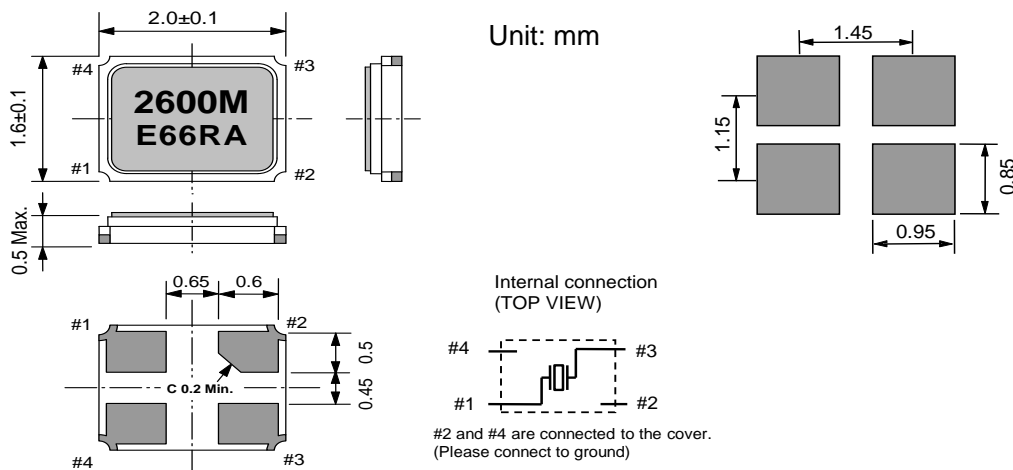 2.0±0.1
Unit: mm
1.45
#4
#3
1.6±0.1
2600M
E66RA
#1
#2
1.15
0.85
0.95
0.5 Max.
0.65
0.6
Internal connection
(TOP VIEW)
#1
#2
0.5
C 0.2 Min.
0.45
#4
#3
#4
#3
#1
#2
#2 and #4 are connected to the cover.
(Please connect to ground)